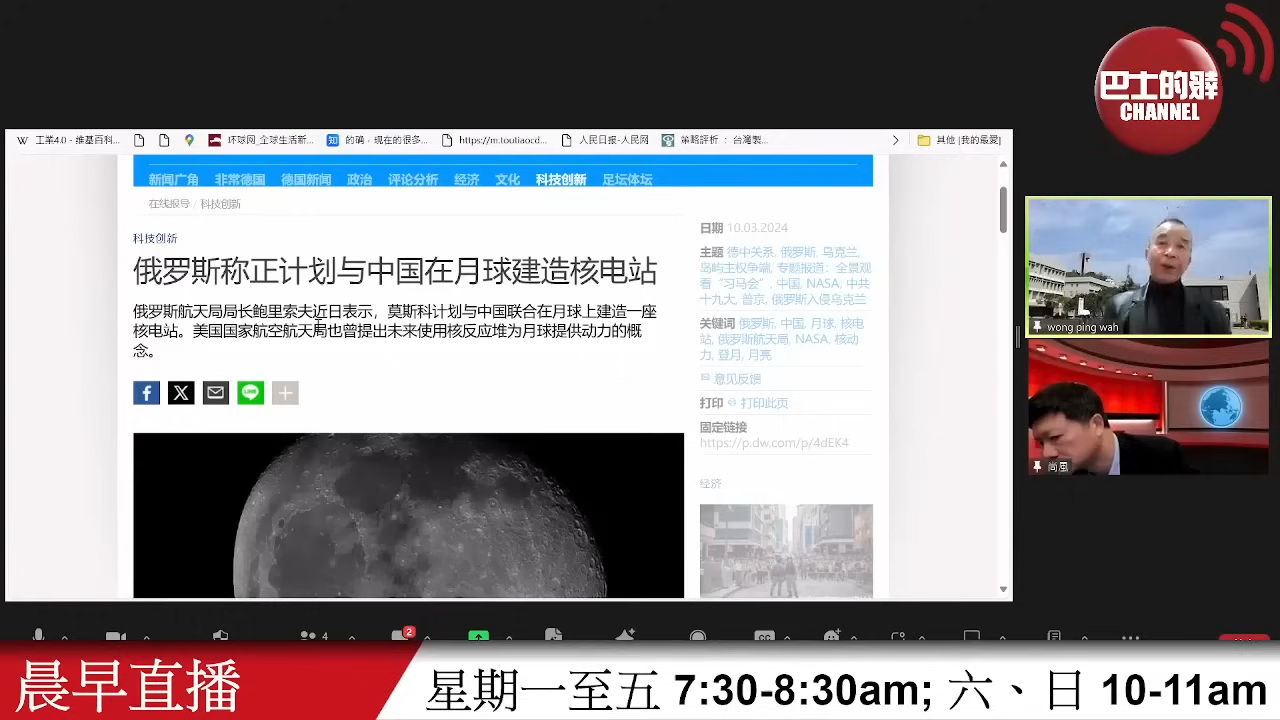 巴士的報
CHANNEL
工業4.0 - 維基百科...
环球网_全球生活新...
知 的确 - 现在的很多...
https://m.toutiaocd...
人民日报-人民网
策略評析 : 台灣製...
其他 [我的最愛]
新闻广角 非常德国 德国新闻 政治 评论分析 经济 文化 科技创新 足坛体坛
在线报导 / 科技创新
科技创新
俄罗斯称正计划与中国在月球建造核电站
俄罗斯航天局局长鲍里索夫近日表示，莫斯科计划与中国联合在月球上建造一座
核电站。美国国家航空航天局也曾提出未来使用核反应堆为月球提供动力的概
念。
日期 10.03.2024
主题 德中关系, 俄罗斯, 乌克兰,
岛屿主权争端, 专题报道：全景观
看“习马会”, 中国, NASA, 中共
十九大, 普京, 俄罗斯入侵乌克兰
关键词 俄罗斯, 中国, 月球, 核电
站, 俄罗斯航天局, NASA, 核动
力, 登月, 月亮
意见反馈
打印 打印此页
固定链接
https://p.dw.com/p/4dEK4
经济
wong ping wah
尚風
4
2
CC
晨早直播
星期一至五 7:30-8:30am; 六、日 10-11am